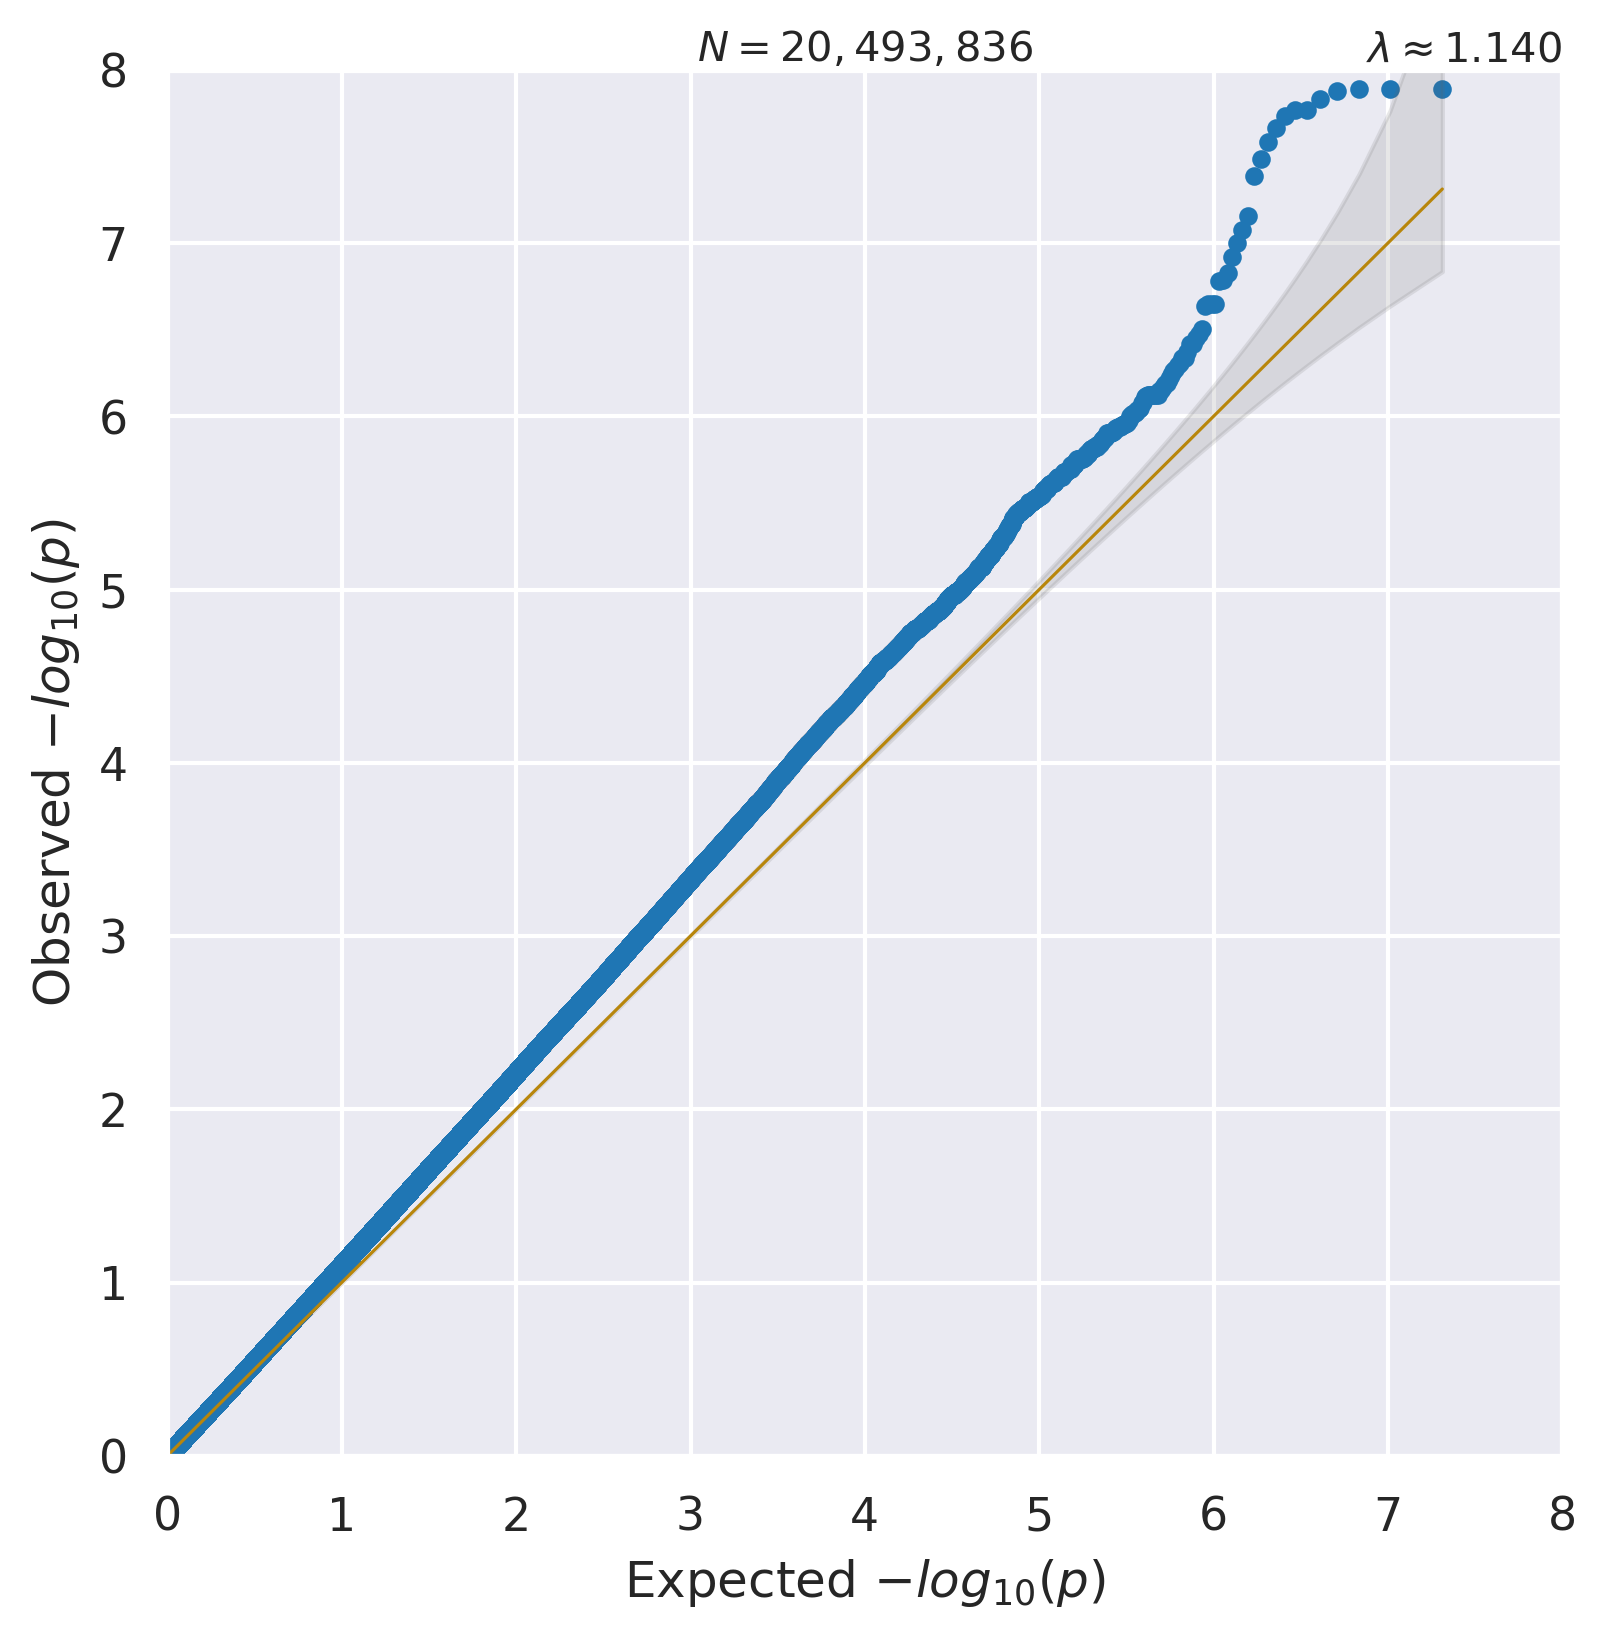 N = 20, 493, 836
λ ≈ 1.140
8
7
6
5
4
3
2
1
0
Observed −log₁₀(p)
0 1 2 3 4 5 6 7 8
Expected −log₁₀(p)